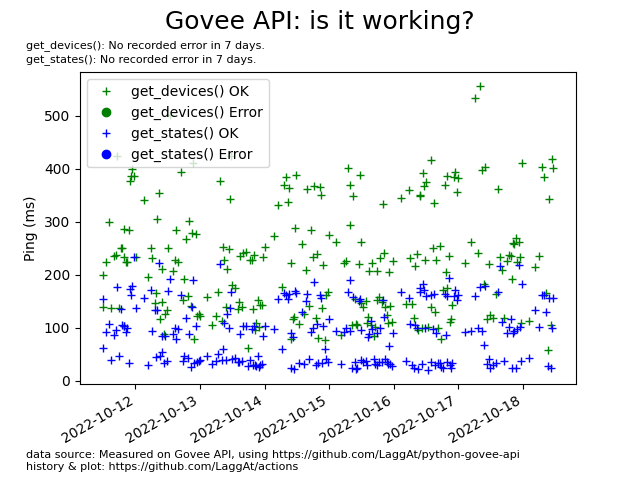 Govee API: is it working?
get_devices(): No recorded error in 7 days.
get_states(): No recorded error in 7 days.
get_devices() OK
get_devices() Error
get_states() OK
get_states() Error
Ping (ms)
500
400
300
200
100
0
2022-10-12
2022-10-13
2022-10-14
2022-10-15
2022-10-16
2022-10-17
2022-10-18
data source: Measured on Govee API, using https://github.com/LaggAt/python-govee-api
history & plot: https://github.com/LaggAt/actions